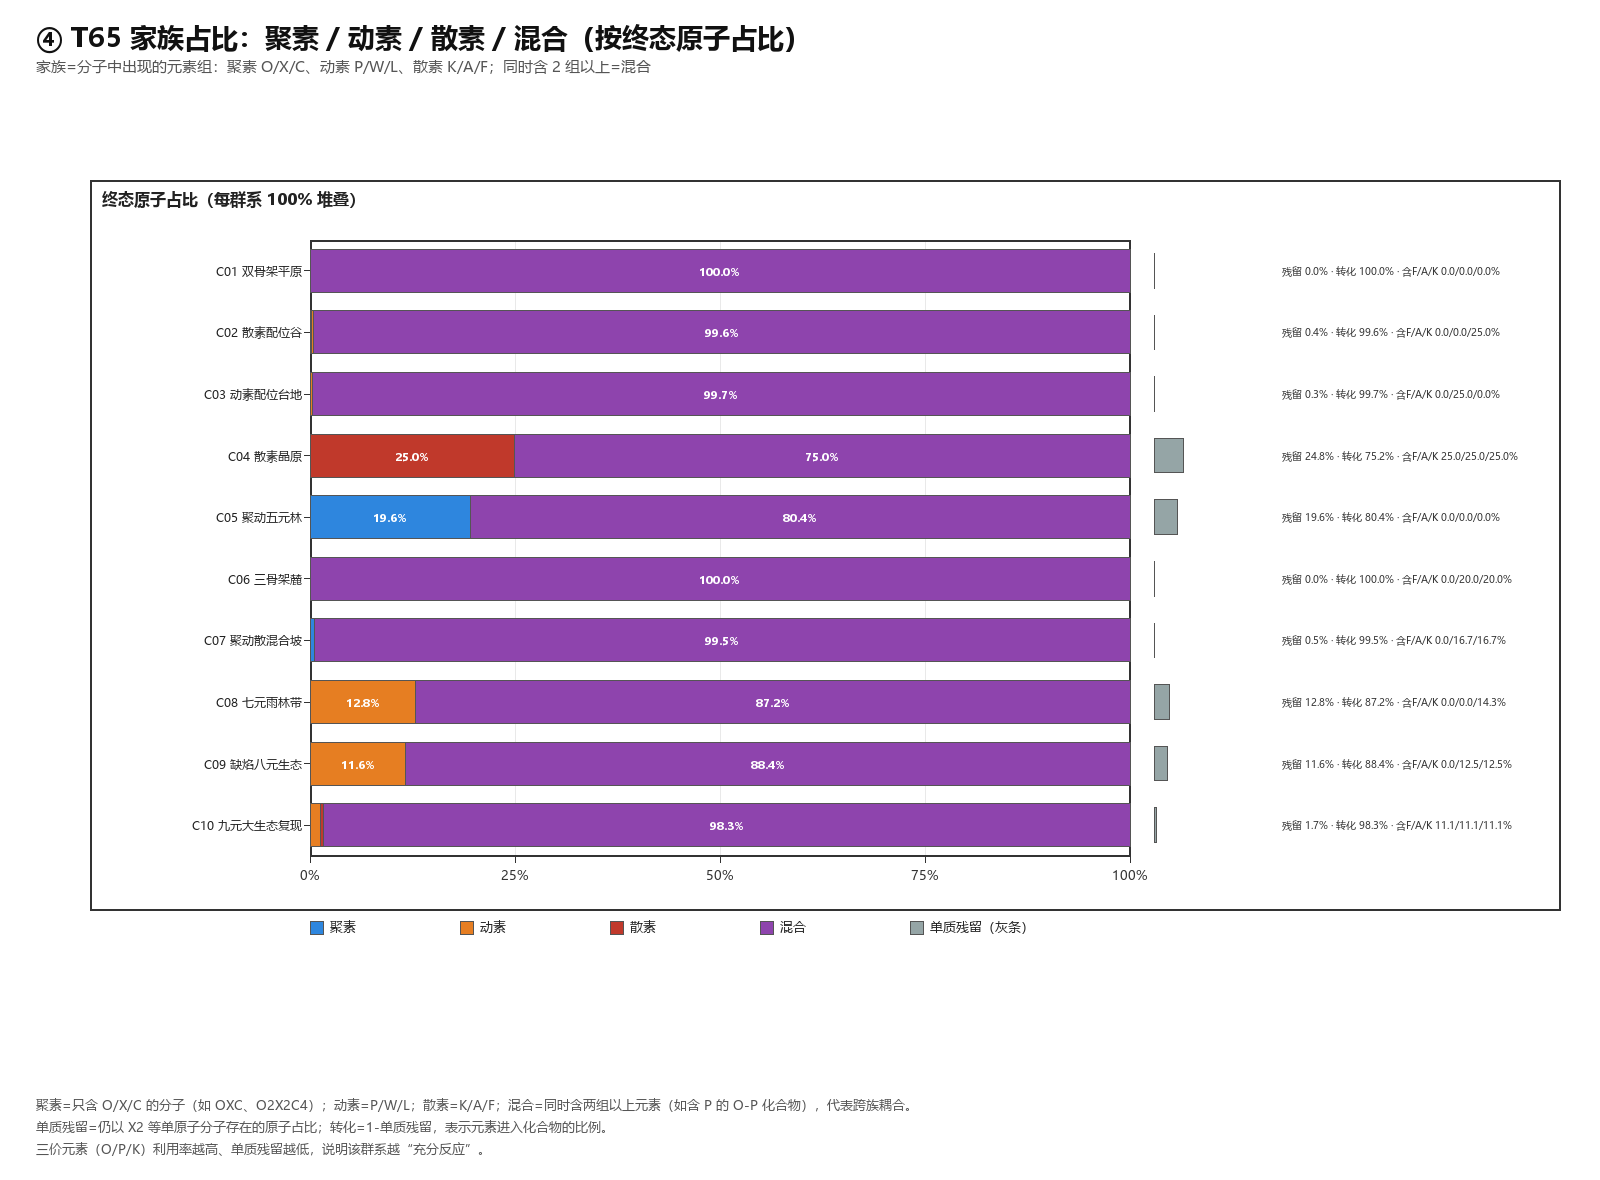 ④ T65 家族占比：聚素 / 动素 / 散素 / 混合（按终态原子占比）
家族=分子中出现的元素组：聚素 O/X/C、动素 P/W/L、散素 K/A/F；同时含 2 组以上=混合
终态原子占比（每群系 100% 堆叠）
C01 双骨架平原 100.0% 残留 0.0% · 转化 100.0% · 含F/A/K 0.0/0.0/0.0%
C02 散素配位谷 99.6% 残留 0.4% · 转化 99.6% · 含F/A/K 0.0/0.0/25.0%
C03 动素配位台地 99.7% 残留 0.3% · 转化 99.7% · 含F/A/K 0.0/25.0/0.0%
C04 散素噩原 25.0% 75.0% 残留 24.8% · 转化 75.2% · 含F/A/K 25.0/25.0/25.0%
C05 聚动五元林 19.6% 80.4% 残留 19.6% · 转化 80.4% · 含F/A/K 0.0/0.0/0.0%
C06 三骨架麓 100.0% 残留 0.0% · 转化 100.0% · 含F/A/K 0.0/20.0/20.0%
C07 聚动散混合坡 99.5% 残留 0.5% · 转化 99.5% · 含F/A/K 0.0/16.7/16.7%
C08 七元雨林带 12.8% 87.2% 残留 12.8% · 转化 87.2% · 含F/A/K 0.0/0.0/14.3%
C09 缺焰八元生态 11.6% 88.4% 残留 11.6% · 转化 88.4% · 含F/A/K 0.0/12.5/12.5%
C10 九元大生态复现 98.3% 残留 1.7% · 转化 98.3% · 含F/A/K 11.1/11.1/11.1%
0% 25% 50% 75% 100%
聚素 动素 散素 混合 单质残留（灰条）
聚素=只含 O/X/C 的分子（如 OXC、O2X2C4）；动素=P/W/L；散素=K/A/F；混合=同时含两组以上元素（如含 P 的 O-P 化合物），代表跨族耦合。
单质残留=仍以 X2 等单原子分子存在的原子占比；转化=1-单质残留，表示元素进入化合物的比例。
三价元素（O/P/K）利用率越高、单质残留越低，说明该群系越“充分反应”。